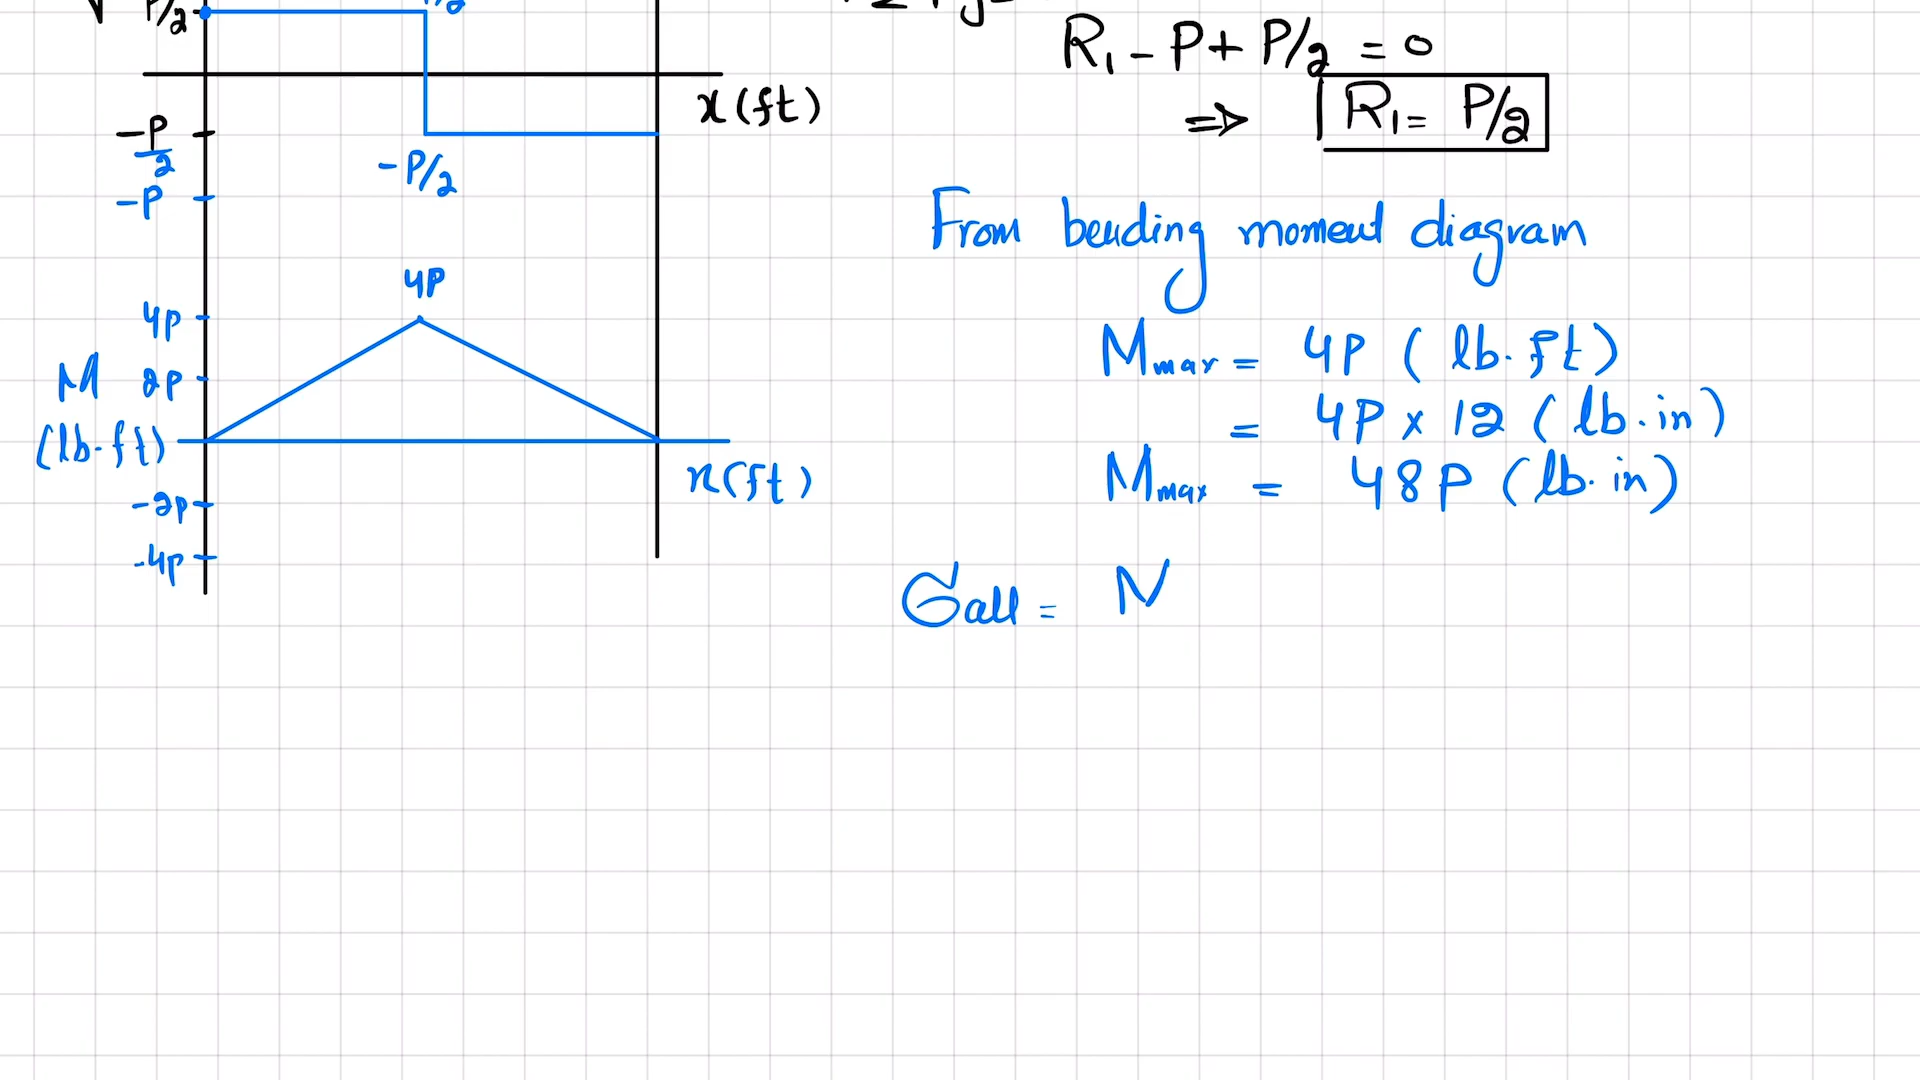 P/2
R₁ - P + P/2 = 0
x (ft)
⇒ R₁ = P/2
-P/2
-P/2
-P
From bending moment diagram
4P
4P
M 2P
(lb.ft)
x (ft)
-2P
-4P
Mmax = 4P (lb.ft)
= 4P x 12 (lb.in)
Mmax = 48P (lb.in)
σall = M